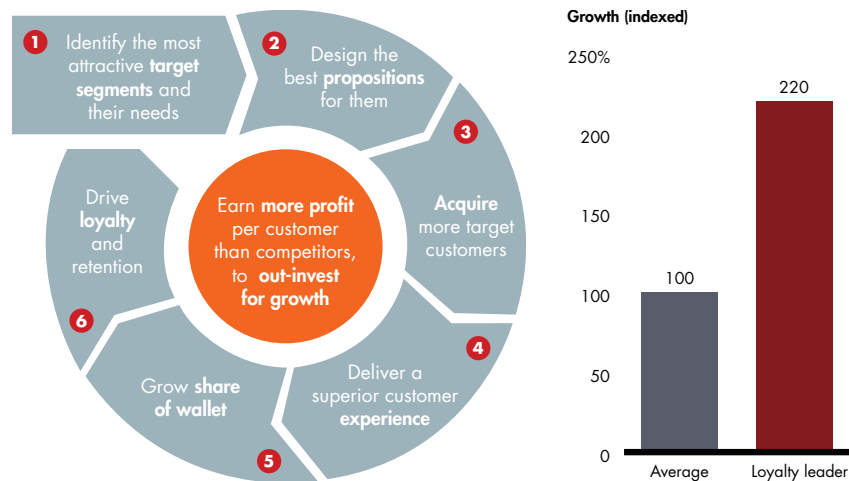 1
Identify the most
attractive target
segments and
their needs
2
Design the
best propositions
for them
3
Acquire
more target
customers
4
Deliver a
superior customer
experience
5
Grow share
of wallet
6
Drive
loyalty
and
retention
Earn more profit
per customer
than competitors,
to out-invest
for growth
Growth (indexed)
250%
200
150
100
50
0
100
220
Average
Loyalty leader